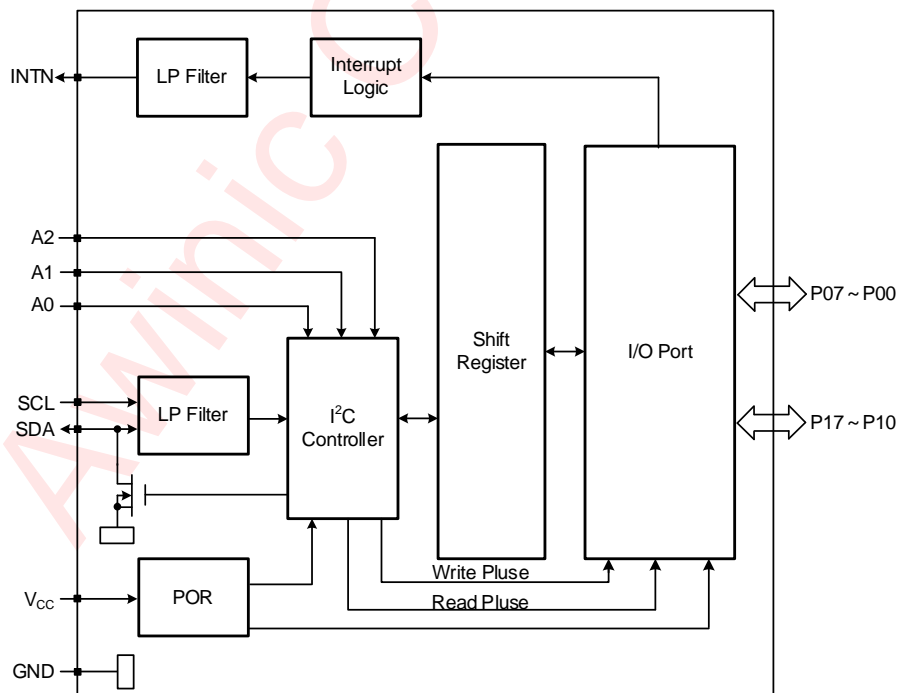 INTN
LP Filter
Interrupt
Logic
A2
A1
A0
SCL
SDA
LP Filter
I²C
Controller
Shift
Register
I/O Port
P07 ~ P00
P17 ~ P10
Write Pluse
Read Pluse
VCC
POR
GND
Awinic C